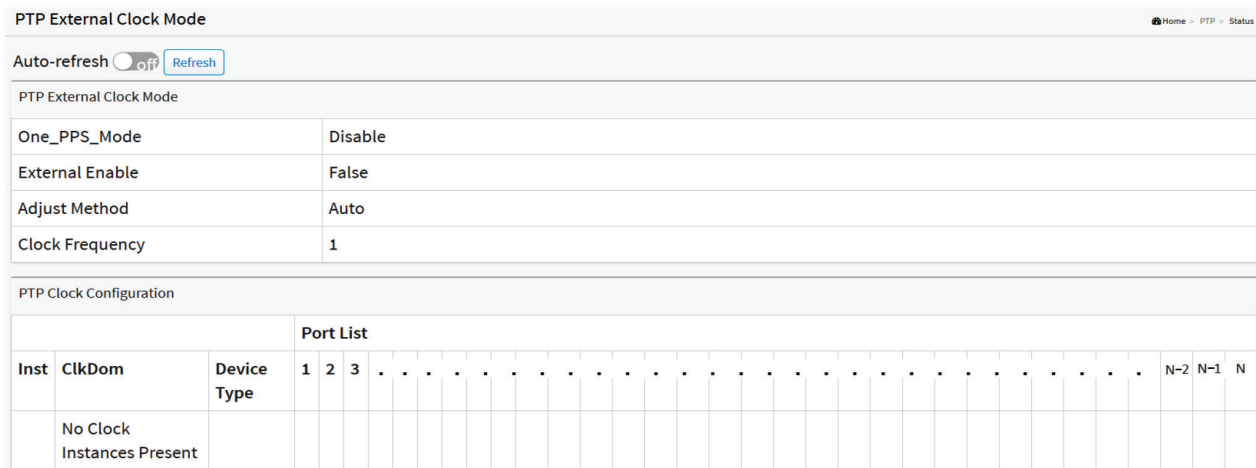 PTP External Clock Mode
Home > PTP > Status
Auto-refresh off Refresh
PTP External Clock Mode
One_PPS_Mode Disable
External Enable False
Adjust Method Auto
Clock Frequency 1
PTP Clock Configuration
Port List
Inst ClkDom Device Type 1 2 3 . . . . . . . . . . . . . . . . . . . . . . . . . . . . N-2 N-1 N
No Clock
Instances Present